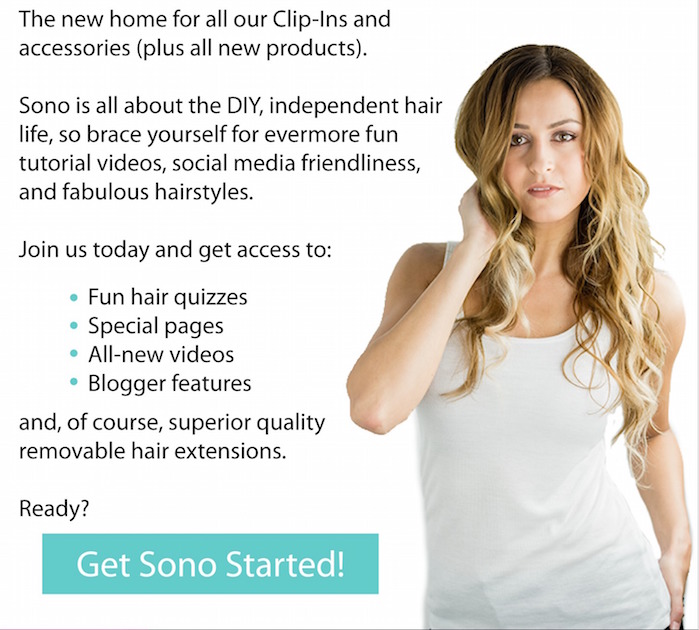 The new home for all our Clip-Ins and
accessories (plus all new products).
Sono is all about the DIY, independent hair
life, so brace yourself for evermore fun
tutorial videos, social media friendliness,
and fabulous hairstyles.
Join us today and get access to:
• Fun hair quizzes
• Special pages
• All-new videos
• Blogger features
and, of course, superior quality
removable hair extensions.
Ready?
Get Sono Started!